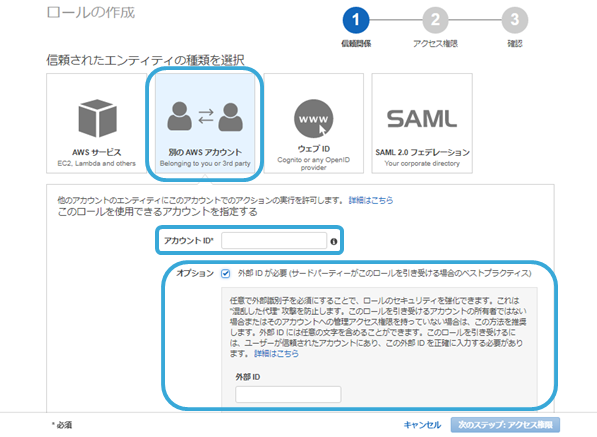 ロールの作成
1
2
3
信頼関係
アクセス権限
確認
信頼されたエンティティの種類を選択
AWS サービス
EC2, Lambda and others
別の AWS アカウント
Belonging to you or 3rd party
www
ウェブ ID
Cognito or any OpenID
provider
SAML
SAML 2.0 フェデレーション
Your corporate directory
他のアカウントのエンティティにこのアカウントでのアクションの実行を許可します。 詳細はこちら
このロールを使用できるアカウントを指定する
アカウント ID*
オプション
外部 ID が必要 (サードパーティーがこのロールを引き受ける場合のベストプラクティス)
任意で外部識別子を必須にすることで、ロールのセキュリティを強化できます。これは
"混乱した代理" 攻撃を防止します。このロールを引き受けるアカウントの所有者ではない
場合またはそのアカウントへの管理アクセス権限を持っていない場合は、この方法を推奨
します。外部 ID には任意の文字を含めることができます。このロールを引き受けるに
は、ユーザーが信頼されたアカウントにあり、この外部 ID を正確に入力する必要があり
ます。 詳細はこちら
外部 ID
* 必須
キャンセル
次のステップ: アクセス権限